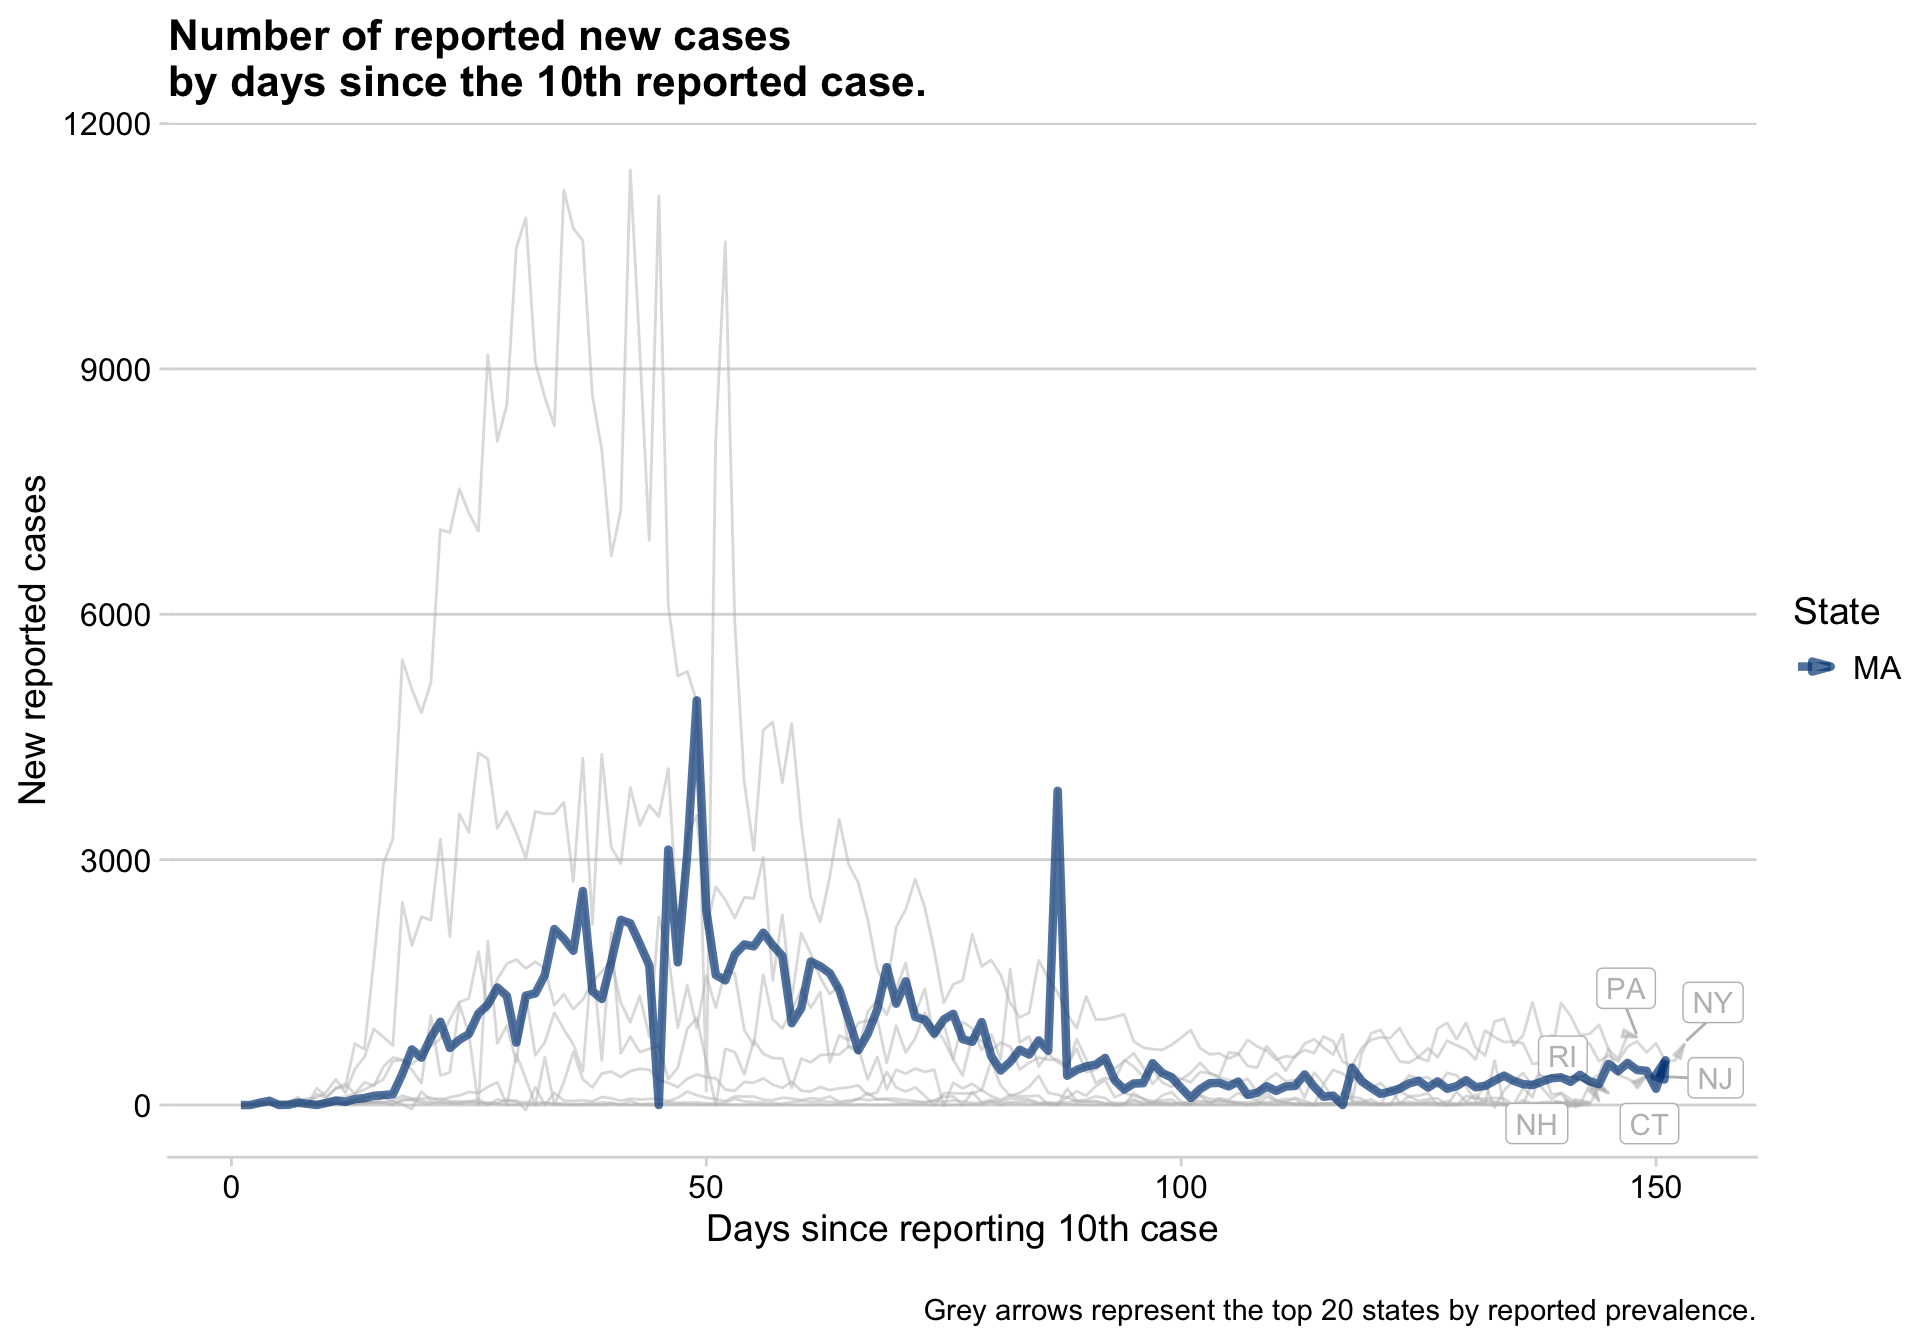 Number of reported new cases
by days since the 10th reported case.
12000
9000
6000
3000
0
New reported cases
PA
NY
RI
NJ
NH
CT
State
MA
0
50
100
150
Days since reporting 10th case
Grey arrows represent the top 20 states by reported prevalence.